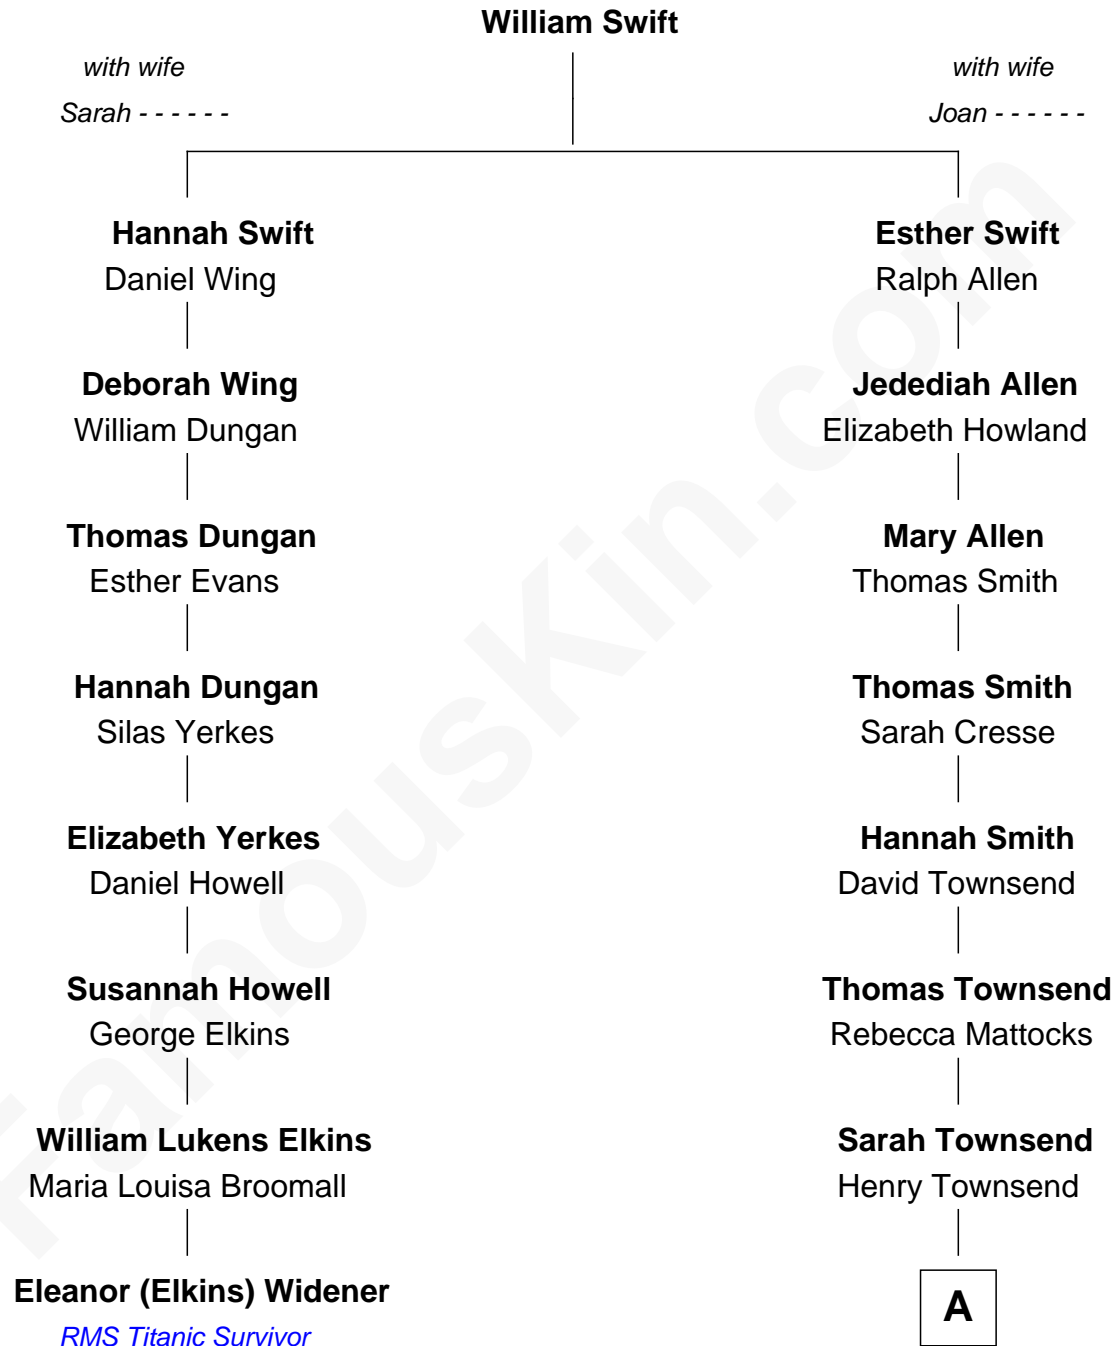 William Swift
with wife
with wife
Sarah - - - - - -
Joan - - - - - -
Hannah Swift
Daniel Wing
Esther Swift
Ralph Allen
Deborah Wing
William Dungan
Jedediah Allen
Elizabeth Howland
Thomas Dungan
Esther Evans
Mary Allen
Thomas Smith
Hannah Dungan
Silas Yerkes
Thomas Smith
Sarah Cresse
Elizabeth Yerkes
Daniel Howell
Hannah Smith
David Townsend
Susannah Howell
George Elkins
Thomas Townsend
Rebecca Mattocks
William Lukens Elkins
Maria Louisa Broomall
Sarah Townsend
Henry Townsend
Eleanor (Elkins) Widener
RMS Titanic Survivor
A
FamousKin.com